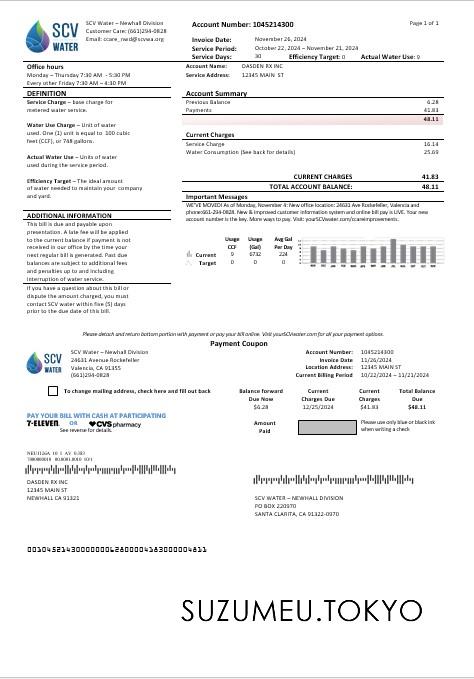 SCV
WATER
SCV Water – Newhall Division
Customer Care: (661)294-0828
Email: ccare_nwd@scvwa.org
Account Number: 1045214300
Page 1 of 1
Invoice Date: November 26, 2024
Service Period: October 22, 2024 – November 21, 2024
Service Days: 30 Efficiency Target: 0 Actual Water Use: 9
Office hours
Monday – Thursday 7:30 AM - 5:30 PM
Every other Friday 7:30 AM – 4:30 PM
Account Name: DASDEN RX INC
Service Address: 12345 MAIN ST
DEFINITION
Service Charge – base charge for
metered water service.
Water Use Charge – Unit of water
used. One (1) unit is equal to 100 cubic
feet (CCF), or 748 gallons.
Actual Water Use – Units of water
used during the service period.
Efficiency Target – The ideal amount
of water needed to maintain your company
and yard.
Account Summary
Previous Balance 6.28
Payments 41.83
48.11
Current Charges
Service Charge 16.14
Water Consumption (See back for details) 25.69
CURRENT CHARGES 41.83
TOTAL ACCOUNT BALANCE: 48.11
Important Messages
WE'VE MOVED! As of Monday, November 4: New office location: 24631 Ave Rockefeller, Valencia and
phone:661-294-0828. New & improved customer information system and online bill pay is LIVE. Your new
account number is the key. More ways to pay. Visit yourSCVwater.com/ccareimprovements.
ADDITIONAL INFORMATION
This bill is due and payable upon
presentation. A late fee will be applied
to the current balance if payment is not
received in our office by the time your
next regular bill is generated. Past due
balances are subject to additional fees
and penalties up to and including
interruption of water service.
If you have a question about this bill or
dispute the amount charged, you must
contact SCV water within five (5) days
prior to the due date of this bill.
Usage Usage Avg Gal
CCF (Gal) Per Day
Current 9 6732 224
Target 0 0 0
Please detach and return bottom portion with payment or pay your bill online. Visit yourSCVWater.com for all your payment options.
Payment Coupon
SCV
WATER
SCV Water – Newhall Division
24631 Avenue Rockefeller
Valencia, CA 91355
(661)294-0828
Account Number: 1045214300
Invoice Date 11/26/2024
Location Address: 12345 MAIN ST
Current Billing Period 10/22/2024 – 11/21/2024
To change mailing address, check here and fill out back
Balance forward Current Current Total Balance
Due Now Charges Due Charges Due
$6.28 12/25/2024 $41.83 $48.11
PAY YOUR BILL WITH CASH AT PARTICIPATING
7-ELEVEN OR CVS pharmacy
See reverse for details.
Amount
Paid
Please use only blue or black ink
when writing a check
DASDEN RX INC
12345 MAIN ST
NEWHALL CA 91321
SCV WATER – NEWHALL DIVISION
PO BOX 220970
SANTA CLARITA, CA 91322-0970
SUZUMEU.TOKYO